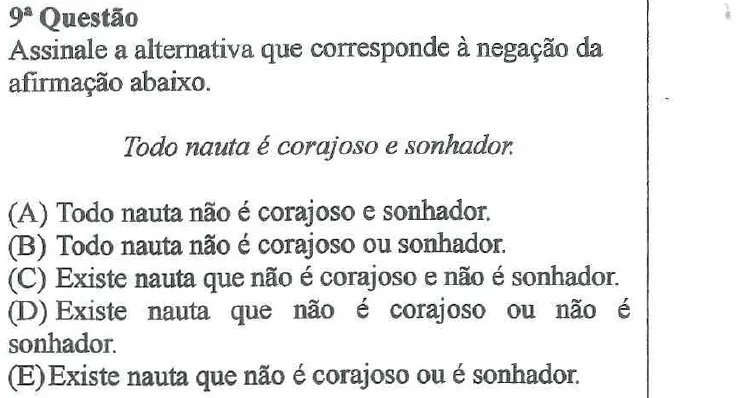 9ª Questão
Assinale a alternativa que corresponde à negação da
afirmação abaixo.
Todo nauta é corajoso e sonhador.
(A) Todo nauta não é corajoso e sonhador.
(B) Todo nauta não é corajoso ou sonhador.
(C) Existe nauta que não é corajoso e não é sonhador.
(D) Existe nauta que não é corajoso ou não é
sonhador.
(E) Existe nauta que não é corajoso ou é sonhador.